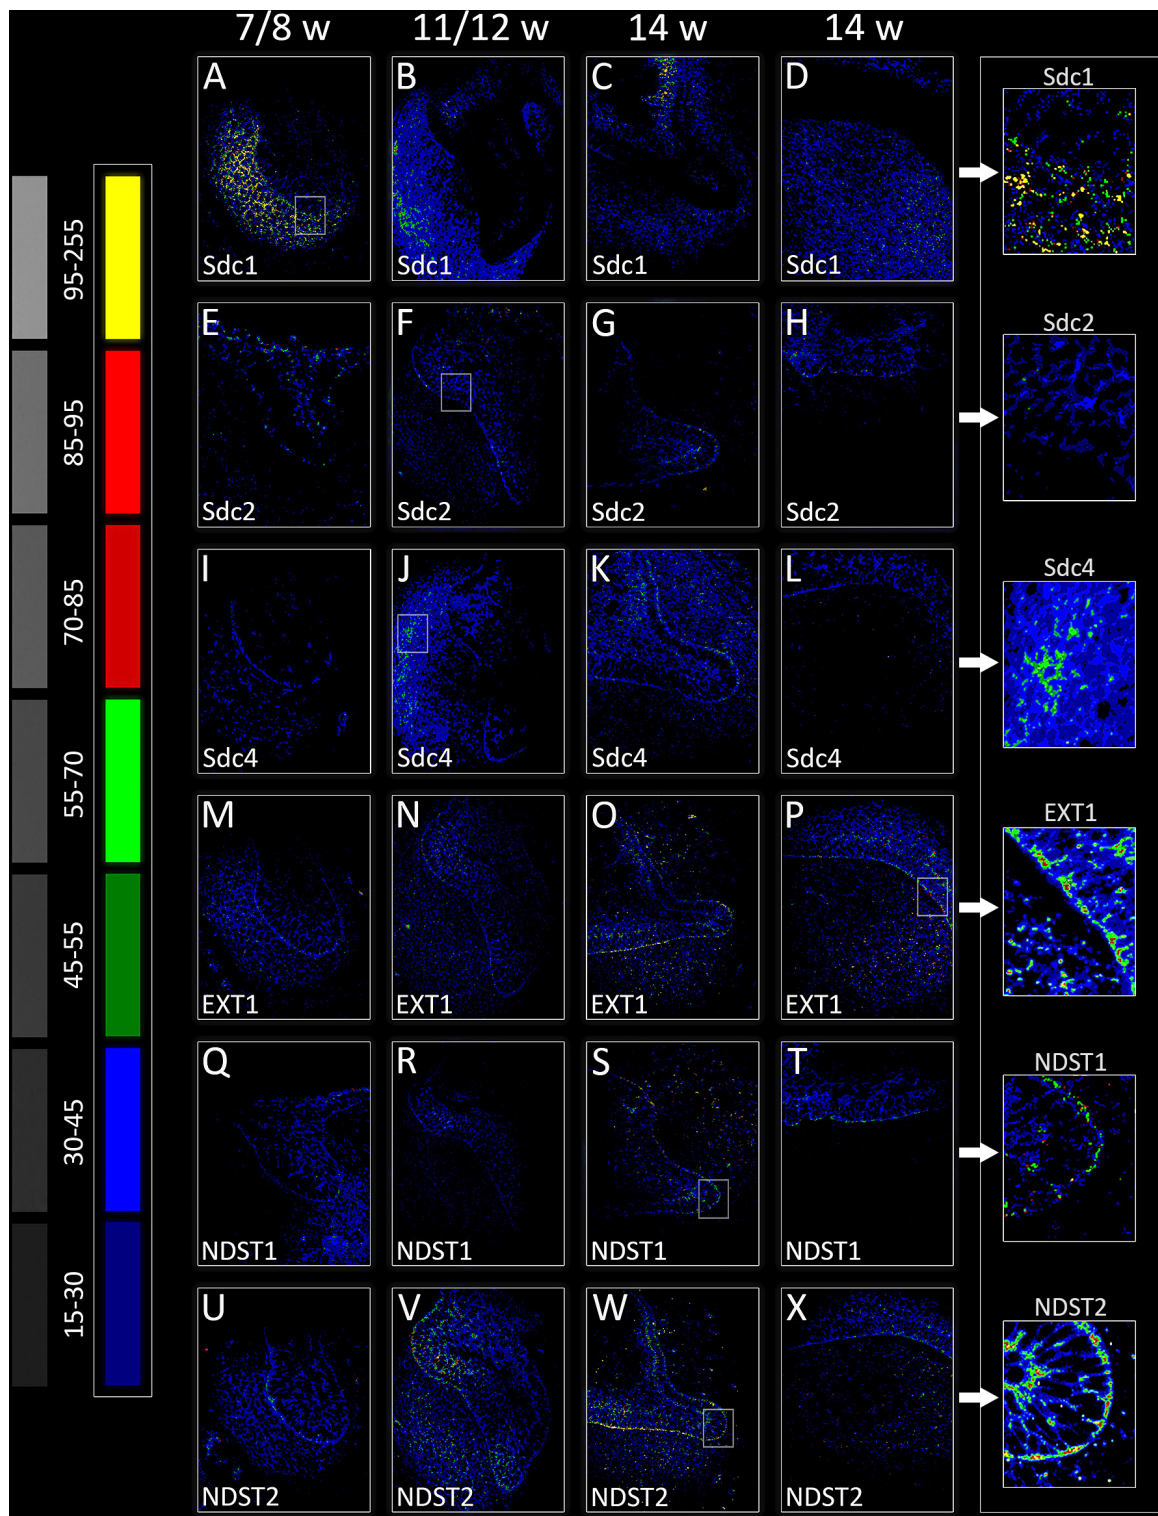 7/8 w 11/12 w 14 w 14 w
A B C D Sdc1
Sdc1 Sdc1 Sdc1 Sdc1
95-255
E F G H Sdc2
85-95
Sdc2 Sdc2 Sdc2 Sdc2
I J K L Sdc4
70-85
Sdc4 Sdc4 Sdc4 Sdc4
55-70
M N O P EXT1
45-55
EXT1 EXT1 EXT1 EXT1
Q R S T NDST1
30-45
NDST1 NDST1 NDST1 NDST1
15-30
U V W X NDST2
NDST2 NDST2 NDST2 NDST2